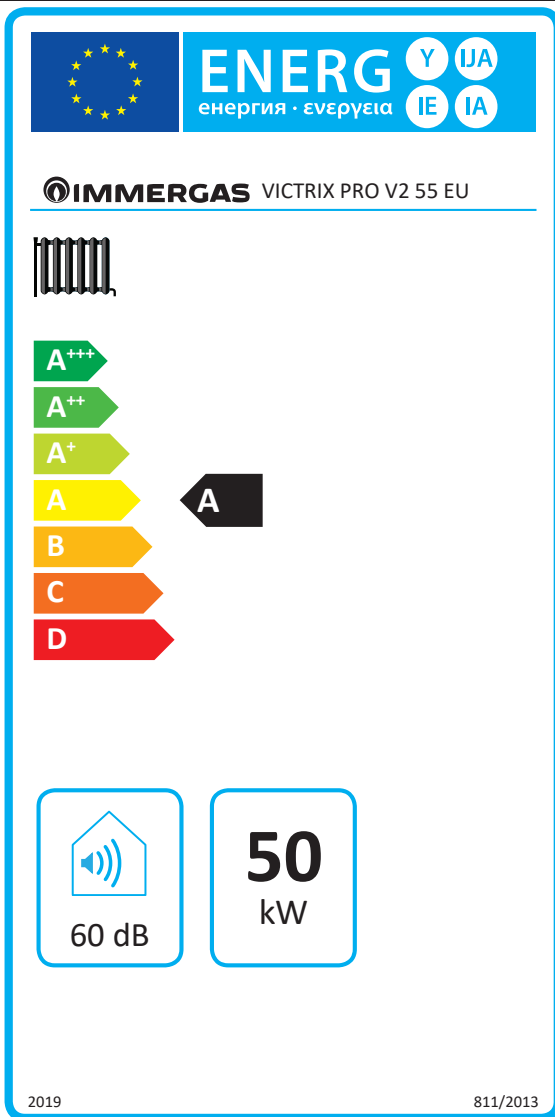 ENERG Y IJA
енергия · ενεργεια IE IA
IMMERGAS VICTRIX PRO V2 55 EU
A+++
A++
A+
A
A
B
C
D
60 dB
50
kW
2019 811/2013